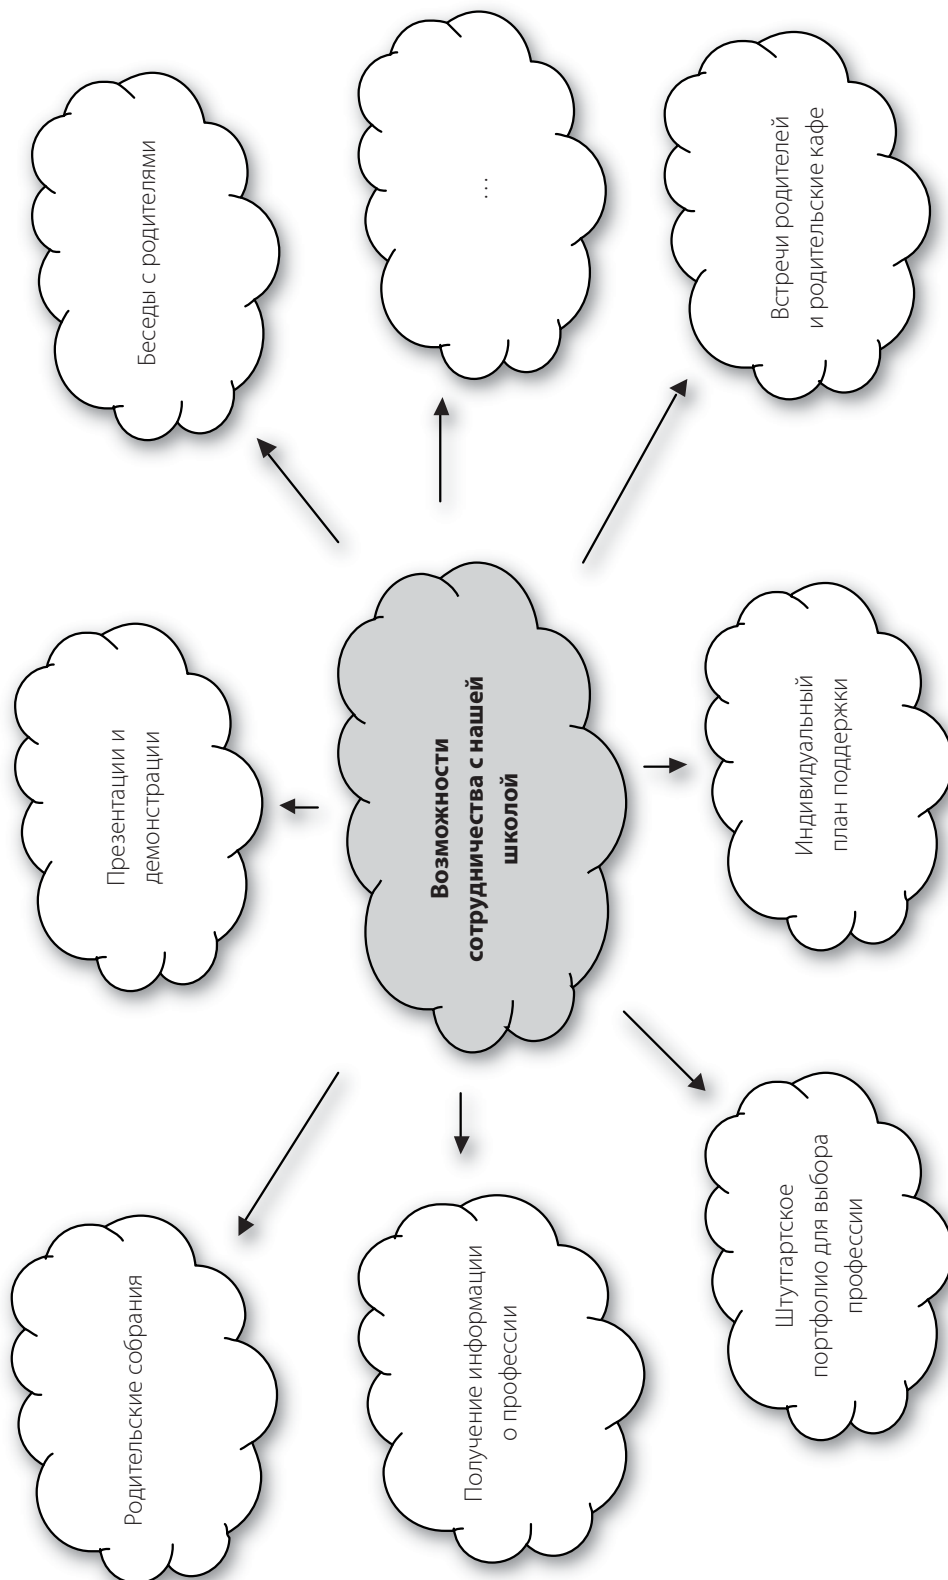 Родительские собрания
Презентации и
демонстрации
Беседы с родителями
Получение информации
о профессии
Возможности
сотрудничества с нашей
школой
...
Штутгартское
портфолио для выбора
профессии
Индивидуальный
план поддержки
Встречи родителей
и родительские кафе